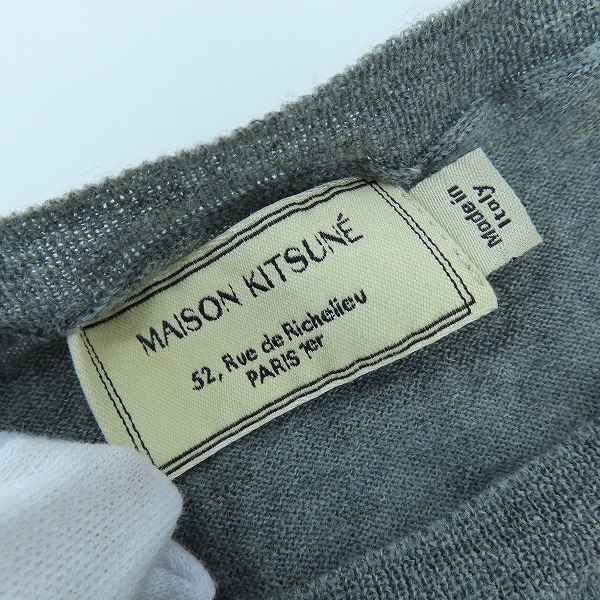 MAISON KITSUNÉ
52, Rue de Richelieu
PARIS 1er
Made in
Italy